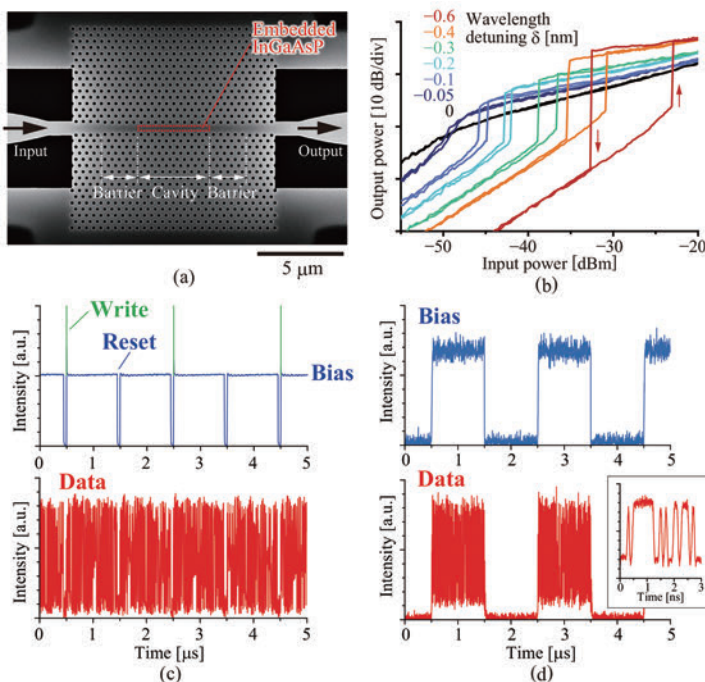 Embedded
InGaAsP
Input
Output
Barrier
Cavity
Barrier
5 μm
(a)
Output power [10 dB/div]
−0.6
−0.4
−0.3
−0.2
−0.1
−0.05
0
Wavelength
detuning δ [nm]
−50
−40
−30
−20
Input power [dBm]
(b)
Intensity [a.u.]
Write
Reset
Bias
0 1 2 3 4 5
Data
Intensity [a.u.]
0 1 2 3 4 5
Time [μs]
(c)
Intensity [a.u.]
Bias
0 1 2 3 4 5
Data
Intensity [a.u.]
0 1 2 3
Time [ns]
0 1 2 3 4 5
Time [μs]
(d)